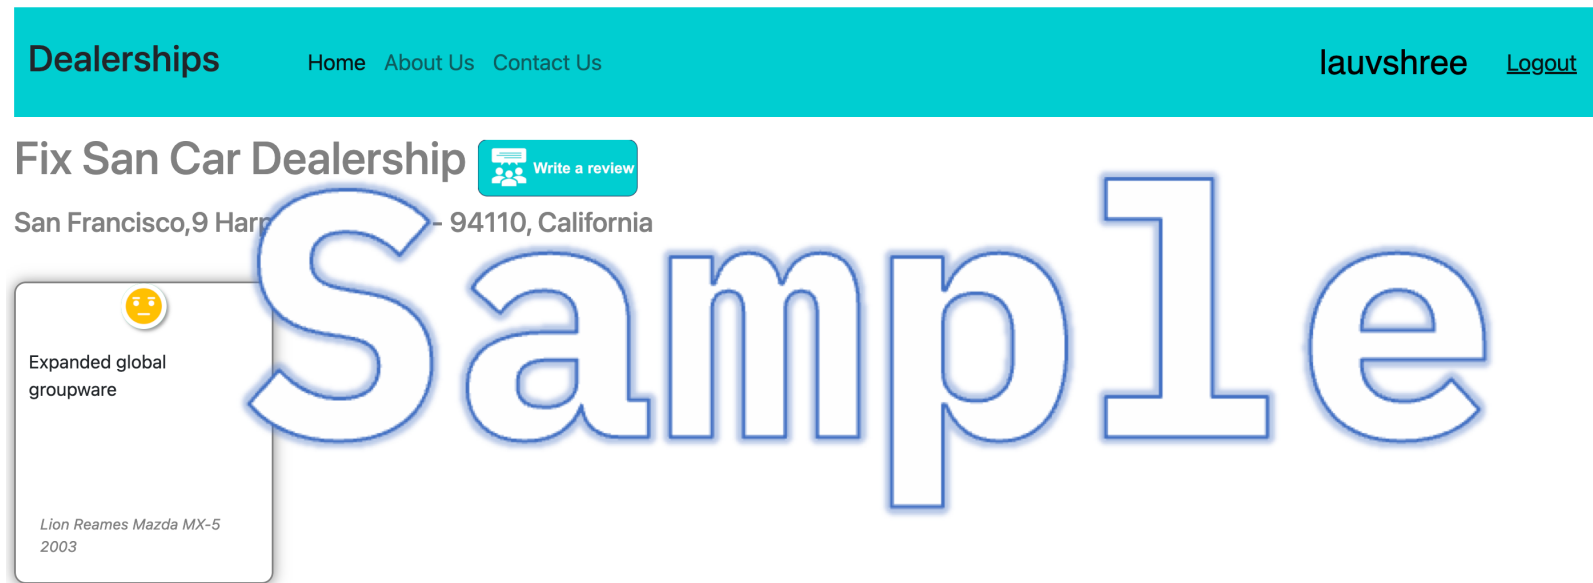 Dealerships
Home About Us Contact Us
lauvshree Logout
Fix San Car Dealership
Write a review
San Francisco,9 - 94110, California
Sample
Expanded global
groupware
Lion Reames Mazda MX-5
2003